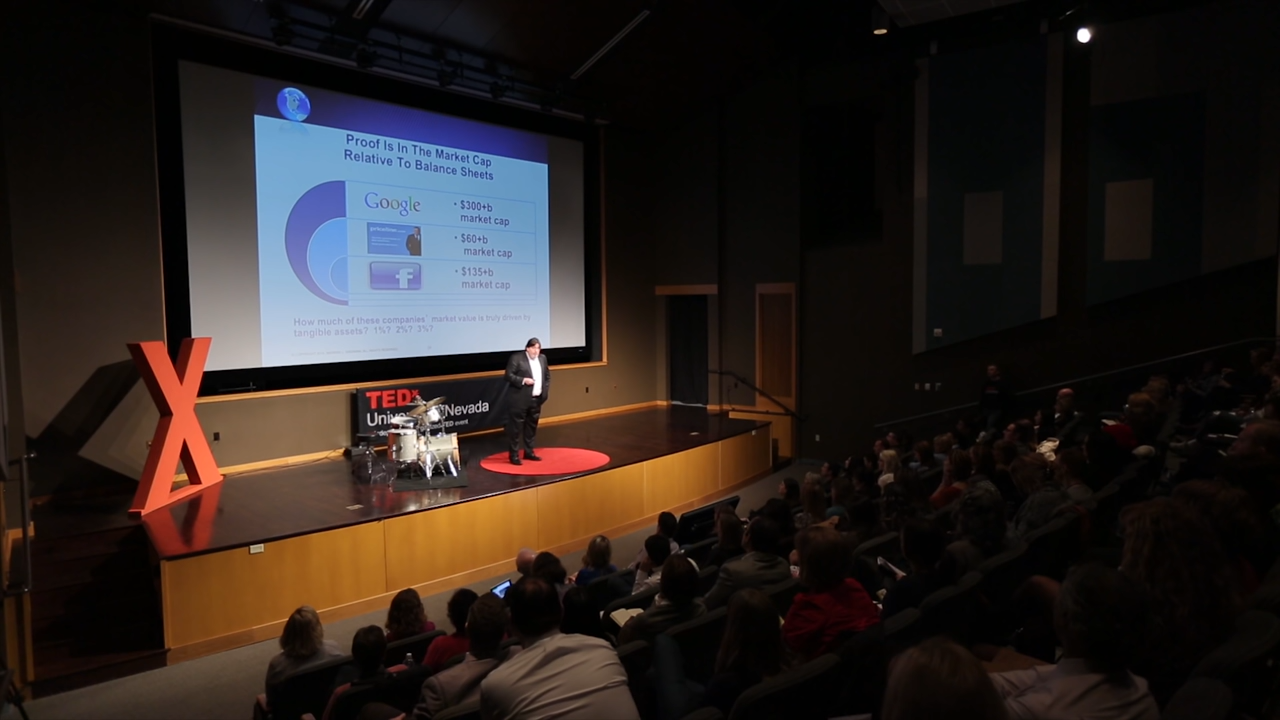 Proof Is In The Market Cap
Relative To Balance Sheets
Google
• $300+b
market cap
• $60+b
market cap
f
• $135+b
market cap
How much of these companies' market value is truly driven by
tangible assets? 1%? 2%? 3%?
TEDx
Nevada
TED event
X